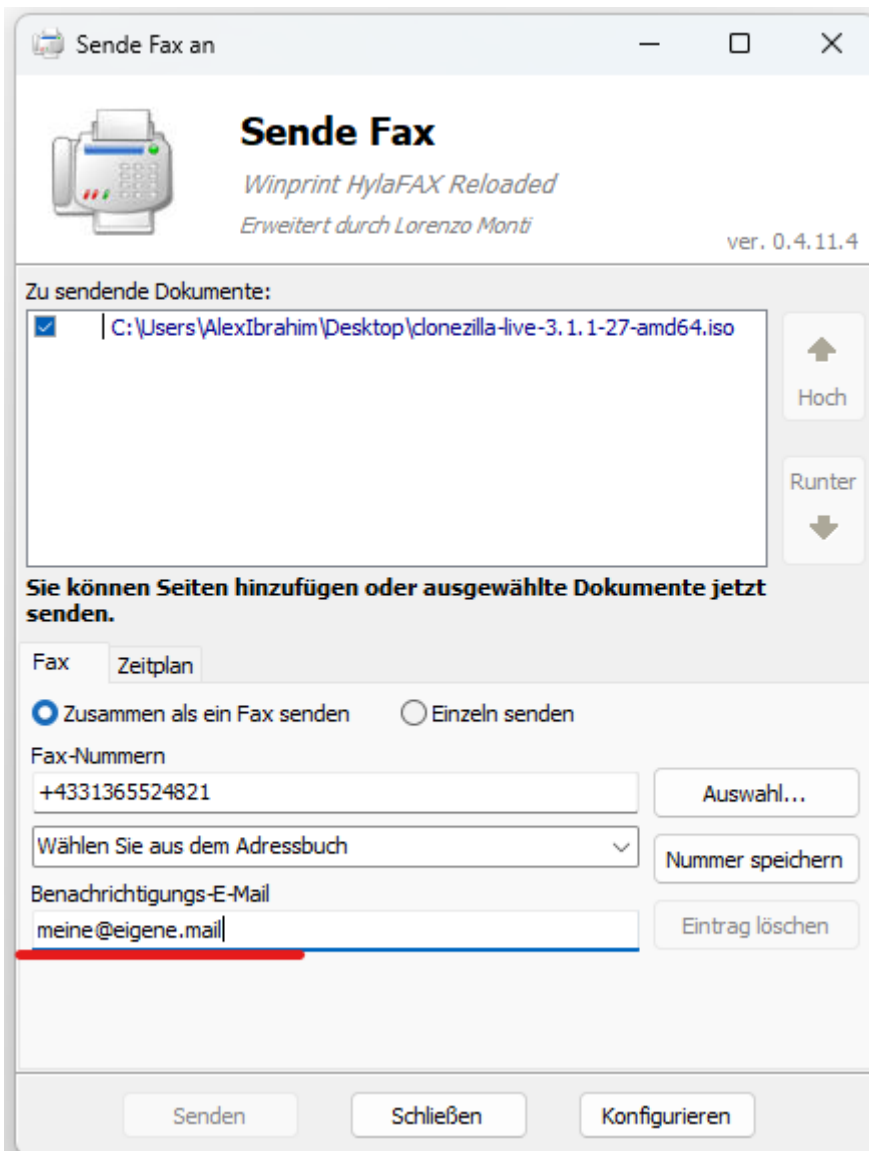 Sende Fax an
Sende Fax
Winprint HylaFAX Reloaded
Erweitert durch Lorenzo Monti
ver. 0.4.11.4
Zu sendende Dokumente:
C:\Users\AlexIbrahim\Desktop\clonezilla-live-3.1.1-27-amd64.iso
Hoch
Runter
Sie können Seiten hinzufügen oder ausgewählte Dokumente jetzt
senden.
Fax Zeitplan
Zusammen als ein Fax senden Einzeln senden
Fax-Nummern
+4331365524821 Auswahl...
Wählen Sie aus dem Adressbuch Nummer speichern
Benachrichtigungs-E-Mail
meine@eigene.mail Eintrag löschen
Senden Schließen Konfigurieren